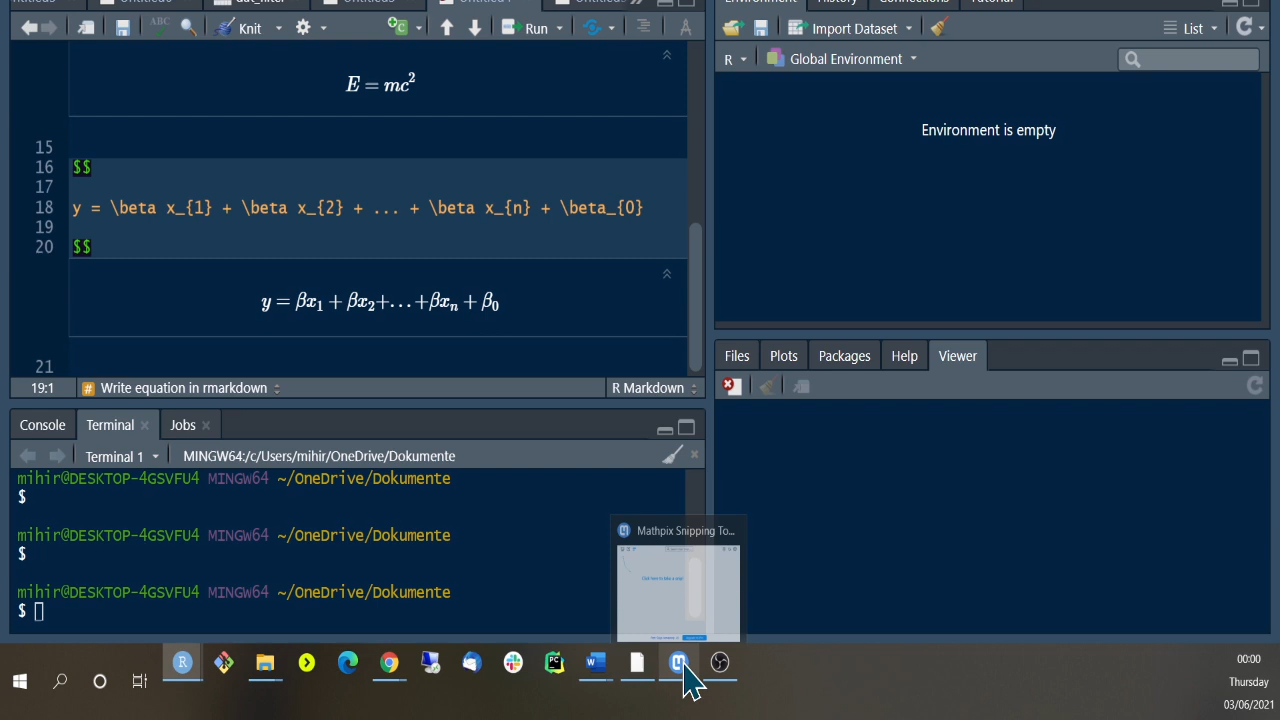 Knit
Run
Import Dataset
List
R
Global Environment
E = mc²
Environment is empty
15
16 $$
17
18 y = \beta x_{1} + \beta x_{2} + ... + \beta x_{n} + \beta_{0}
19
20 $$
y = βx₁ + βx₂+...+βxₙ + β₀
21
19:1 # Write equation in rmarkdown R Markdown
Files Plots Packages Help Viewer
Console Terminal Jobs
Terminal 1 MINGW64:/c/Users/mihir/OneDrive/Dokumente
mihir@DESKTOP-4GSVFU4 MINGW64 ~/OneDrive/Dokumente
$
mihir@DESKTOP-4GSVFU4 MINGW64 ~/OneDrive/Dokumente
$
mihir@DESKTOP-4GSVFU4 MINGW64 ~/OneDrive/Dokumente
$
Mathpix Snipping To...
00:00
Thursday
03/06/2021